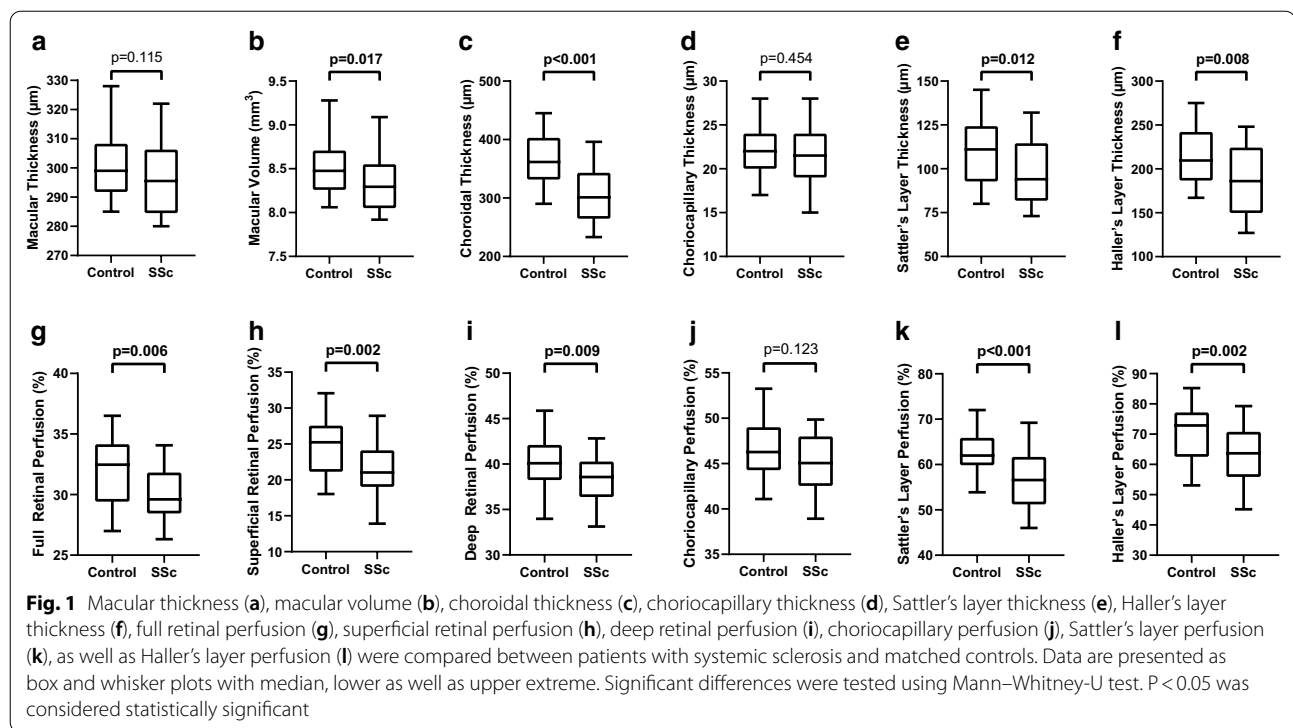 a b c d e f
p=0.115 p=0.017 p<0.001 p=0.454 p=0.012 p=0.008
Macular Thickness (µm)
330
320
310
300
290
280
270
Control SSc
Macular Volume (mm³)
9.5
9.0
8.5
8.0
7.5
Control SSc
Choroidal Thickness (µm)
500
400
300
200
Control SSc
Choriocapillary Thickness (µm)
30
25
20
15
10
Control SSc
Sattler's Layer Thickness (µm)
150
125
100
75
50
Control SSc
Haller's Layer Thickness (µm)
300
250
200
150
100
Control SSc
g h i j k l
p=0.006 p=0.002 p=0.009 p=0.123 p<0.001 p=0.002
Full Retinal Perfusion (%)
40
35
30
25
Control SSc
Superficial Retinal Perfusion (%)
35
30
25
20
15
10
Control SSc
Deep Retinal Perfusion (%)
50
45
40
35
30
Control SSc
Choriocapillary Perfusion (%)
55
50
45
40
35
Control SSc
Sattler's Layer Perfusion (%)
80
70
60
50
40
Control SSc
Haller's Layer Perfusion (%)
90
80
70
60
50
40
30
Control SSc
Fig. 1 Macular thickness (a), macular volume (b), choroidal thickness (c), choriocapillary thickness (d), Sattler's layer thickness (e), Haller's layer
thickness (f), full retinal perfusion (g), superficial retinal perfusion (h), deep retinal perfusion (i), choriocapillary perfusion (j), Sattler's layer perfusion
(k), as well as Haller's layer perfusion (l) were compared between patients with systemic sclerosis and matched controls. Data are presented as
box and whisker plots with median, lower as well as upper extreme. Significant differences were tested using Mann–Whitney-U test. P < 0.05 was
considered statistically significant